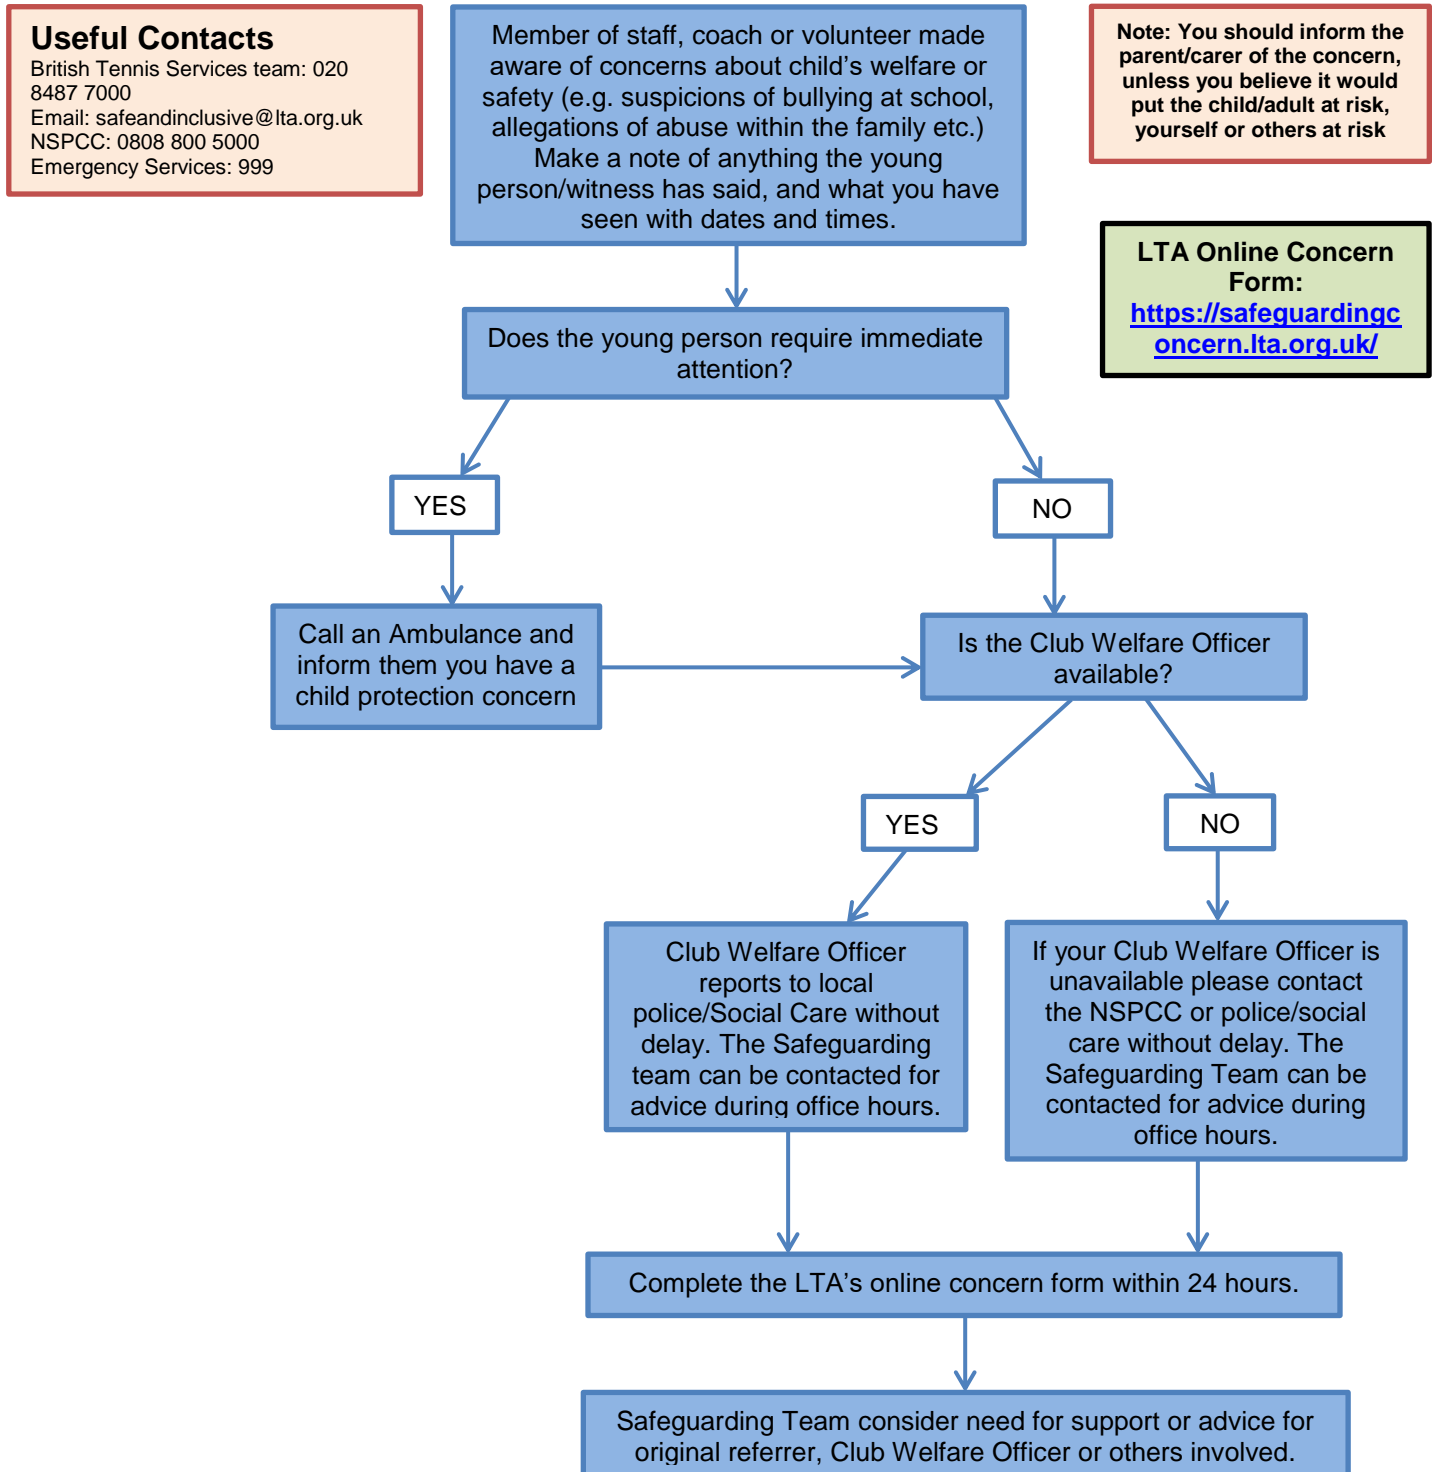 Useful Contacts
British Tennis Services team: 020
8487 7000
Email: safeandinclusive@lta.org.uk
NSPCC: 0808 800 5000
Emergency Services: 999
Member of staff, coach or volunteer made
aware of concerns about child's welfare or
safety (e.g. suspicions of bullying at school,
allegations of abuse within the family etc.)
Make a note of anything the young
person/witness has said, and what you have
seen with dates and times.
Note: You should inform the
parent/carer of the concern,
unless you believe it would
put the child/adult at risk,
yourself or others at risk
LTA Online Concern
Form:
https://safeguardingc
oncern.lta.org.uk/
Does the young person require immediate
attention?
YES
NO
Call an Ambulance and
inform them you have a
child protection concern
Is the Club Welfare Officer
available?
YES
NO
Club Welfare Officer
reports to local
police/Social Care without
delay. The Safeguarding
team can be contacted for
advice during office hours.
If your Club Welfare Officer is
unavailable please contact
the NSPCC or police/social
care without delay. The
Safeguarding Team can be
contacted for advice during
office hours.
Complete the LTA's online concern form within 24 hours.
Safeguarding Team consider need for support or advice for
original referrer, Club Welfare Officer or others involved.